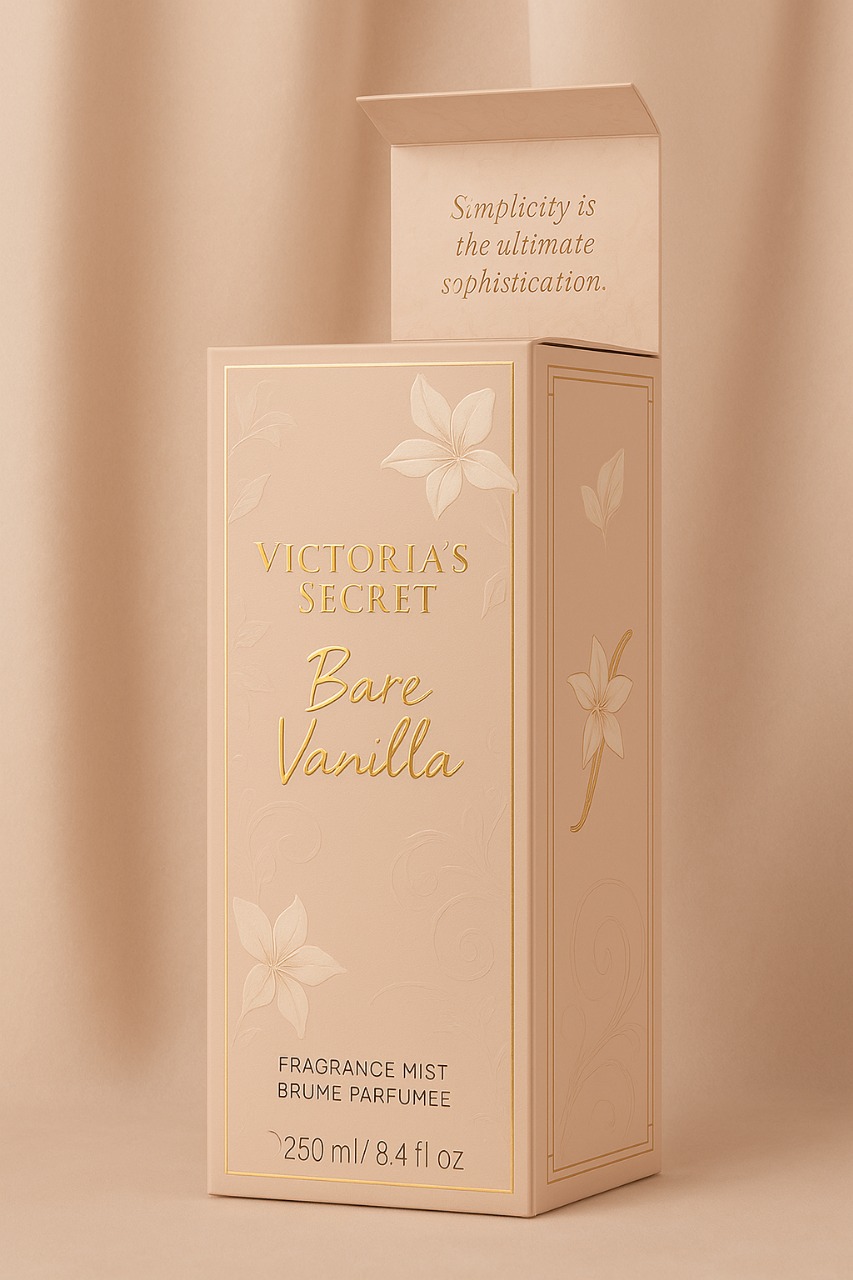 Simplicity is
the ultimate
sophistication.
VICTORIA'S
SECRET
Bare
Vanilla
FRAGRANCE MIST
BRUME PARFUMEE
250 ml/ 8.4 fl oz